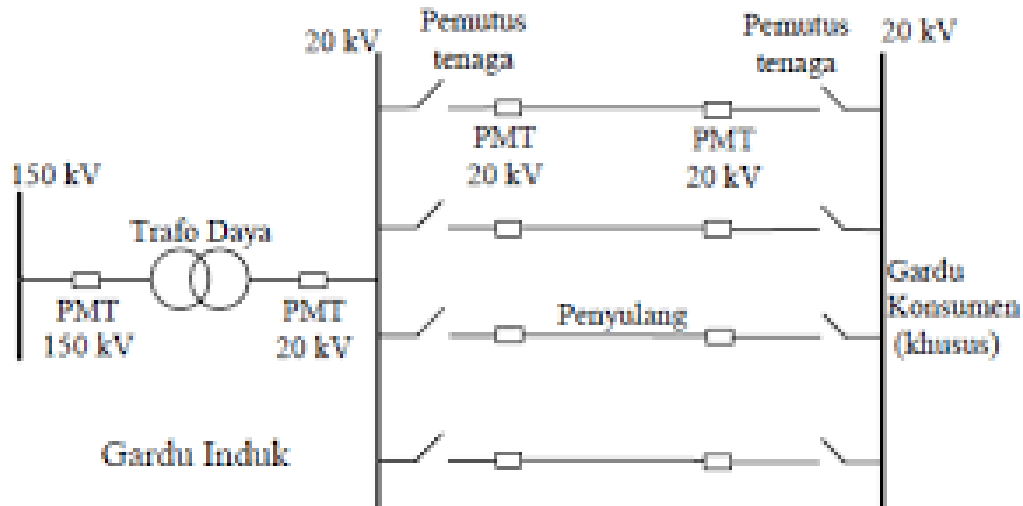 Pemutus
tenaga
Pemutus
tenaga
20 kV
20 kV
PMT
20 kV
PMT
20 kV
150 kV
Trafo Daya
PMT
150 kV
PMT
20 kV
Penyulang
Gardu
Konsumen
(khusus)
Gardu Induk